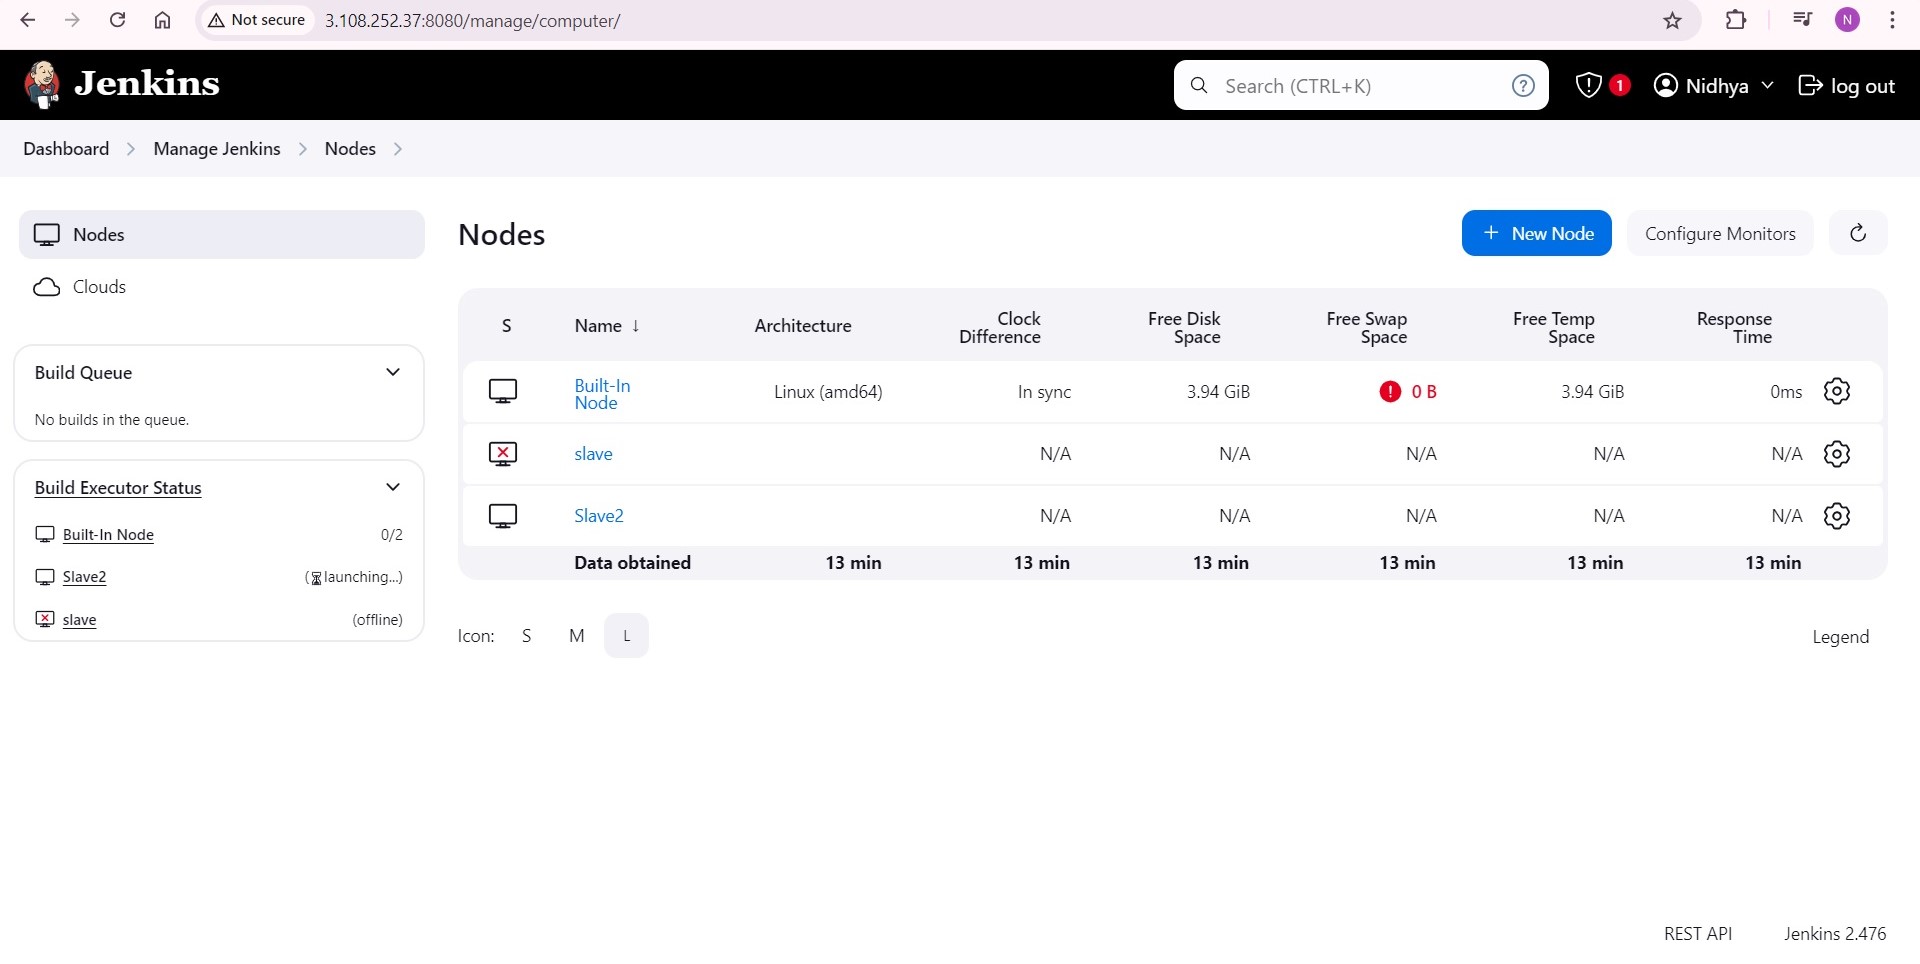 Not secure 3.108.252.37:8080/manage/computer/ N
Jenkins Search (CTRL+K) ? 1 Nidhya log out
Dashboard Manage Jenkins Nodes
Nodes
Clouds
Build Queue
No builds in the queue.
Build Executor Status
Built-In Node 0/2
Slave2 (launching...)
slave (offline)
Nodes
+ New Node Configure Monitors
S Name ↓ Architecture Clock Difference Free Disk Space Free Swap Space Free Temp Space Response Time
Built-In Node Linux (amd64) In sync 3.94 GiB 0 B 3.94 GiB 0ms
slave N/A N/A N/A N/A N/A
Slave2 N/A N/A N/A N/A N/A
Data obtained 13 min 13 min 13 min 13 min 13 min 13 min
Icon: S M L Legend
REST API Jenkins 2.476